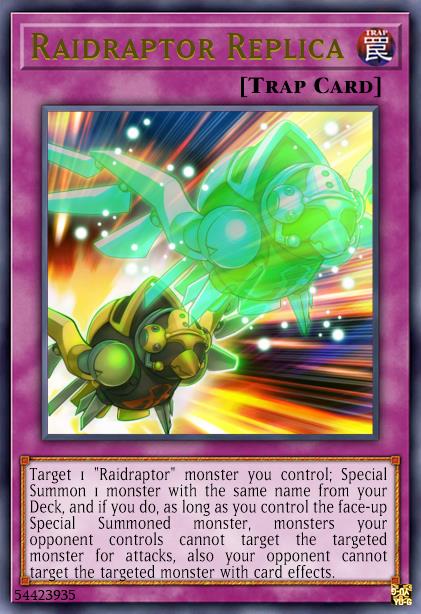 Raidraptor Replica
TRAP
罠
[Trap Card]
Target 1 "Raidraptor" monster you control; Special
Summon 1 monster with the same name from your
Deck, and if you do, as long as you control the face-up
Special Summoned monster, monsters your
opponent controls cannot target the targeted
monster for attacks, also your opponent cannot
target the targeted monster with card effects.
54423935